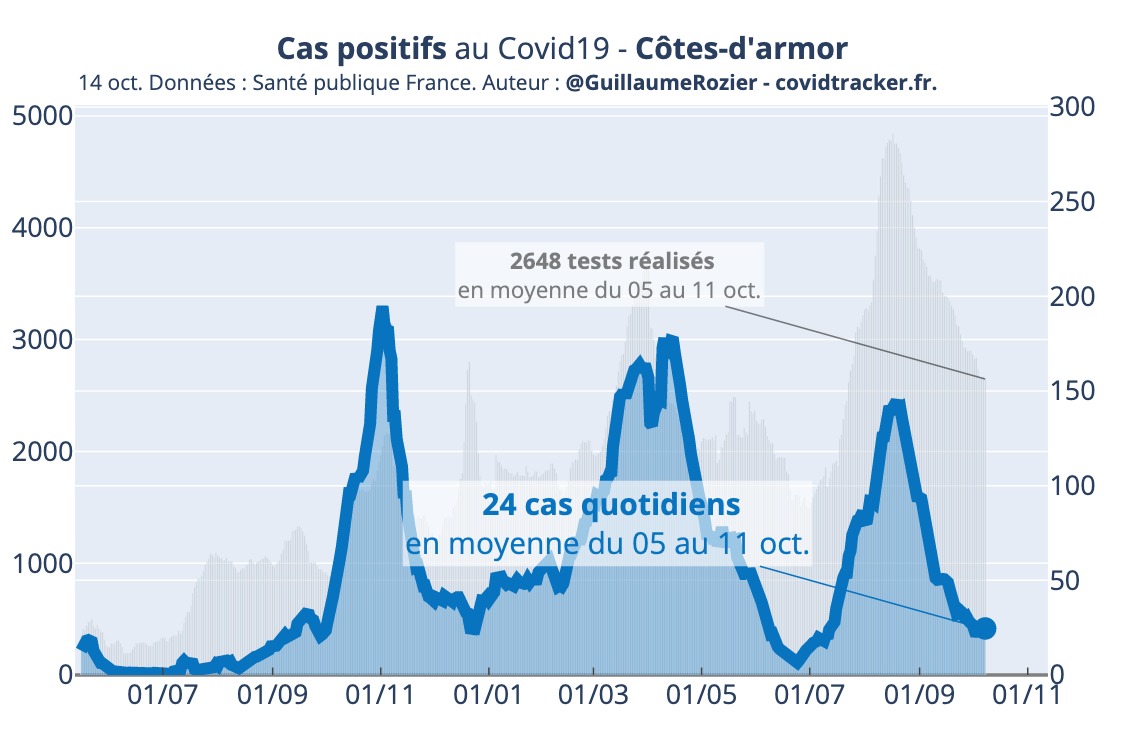 Cas positifs au Covid19 - Côtes-d'armor
14 oct. Données : Santé publique France. Auteur : @GuillaumeRozier - covidtracker.fr.
5000
4000
3000
2000
1000
0
300
250
200
150
100
50
0
2648 tests réalisés
en moyenne du 05 au 11 oct.
24 cas quotidiens
en moyenne du 05 au 11 oct.
01/07 01/09 01/11 01/01 01/03 01/05 01/07 01/09 01/11